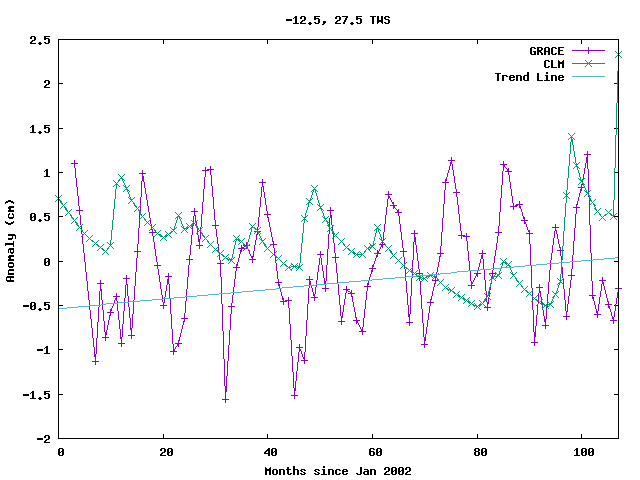 -12.5, 27.5 TWS
GRACE
CLM
Trend Line
2.5
2
1.5
1
0.5
0
-0.5
-1
-1.5
-2
Anomaly (cm)
0 20 40 60 80 100
Months since Jan 2002